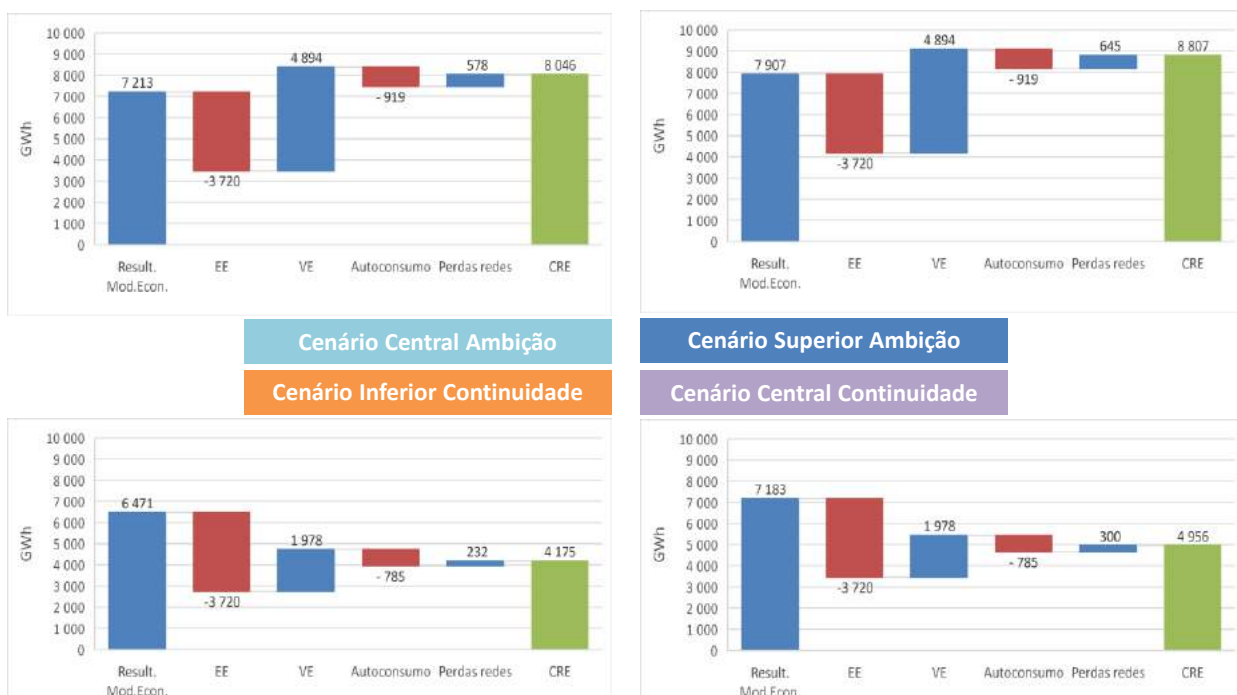 10 000
9 000
8 000
7 000
6 000
5 000
4 000
3 000
2 000
1 000
0
GWh
7 213
-3 720
4 894
- 919
578
8 046
Result.
Mod.Econ.
EE
VE
Autoconsumo
Perdas redes
CRE
10 000
9 000
8 000
7 000
6 000
5 000
4 000
3 000
2 000
1 000
0
GWh
7 907
-3 720
4 894
- 919
645
8 807
Result.
Mod.Econ.
EE
VE
Autoconsumo
Perdas redes
CRE
Cenário Central Ambição
Cenário Superior Ambição
Cenário Inferior Continuidade
Cenário Central Continuidade
10 000
9 000
8 000
7 000
6 000
5 000
4 000
3 000
2 000
1 000
0
GWh
6 471
-3 720
1 978
- 785
232
4 175
Result.
Mod.Econ.
EE
VE
Autoconsumo
Perdas redes
CRE
10 000
9 000
8 000
7 000
6 000
5 000
4 000
3 000
2 000
1 000
0
GWh
7 183
-3 720
1 978
- 785
300
4 956
Result.
Mod.Econ.
EE
VE
Autoconsumo
Perdas redes
CRE